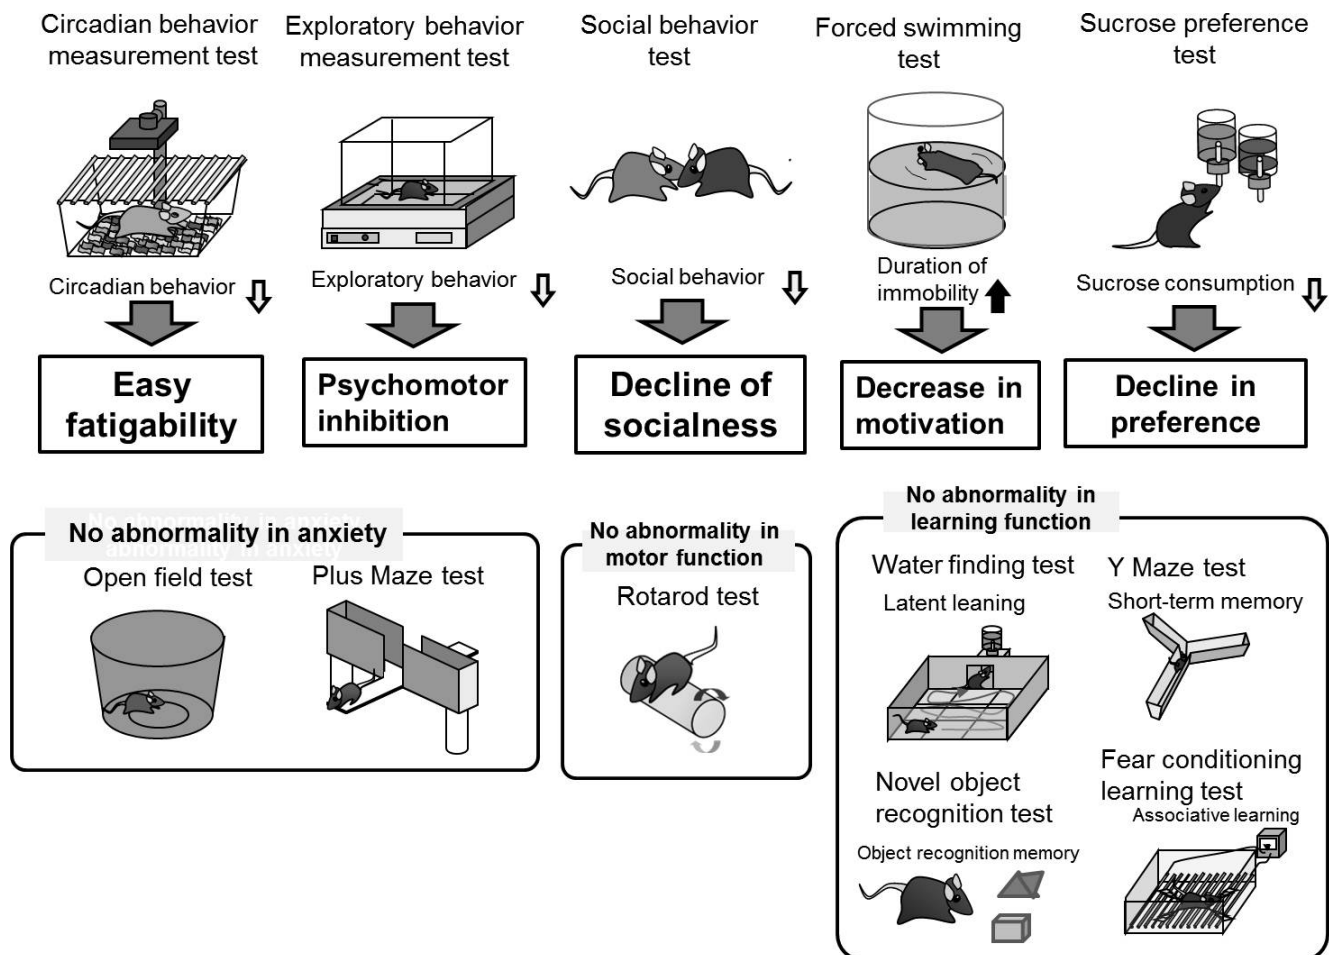 Circadian behavior
measurement test
Exploratory behavior
measurement test
Social behavior
test
Forced swimming
test
Sucrose preference
test
Circadian behavior
Exploratory behavior
Social behavior
Duration of
immobility
Sucrose consumption
Easy
fatigability
Psychomotor
inhibition
Decline of
socialness
Decrease in
motivation
Decline in
preference
No abnormality in anxiety
Open field test
Plus Maze test
No abnormality in
motor function
Rotarod test
No abnormality in
learning function
Water finding test
Latent leaning
Y Maze test
Short-term memory
Novel object
recognition test
Object recognition memory
Fear conditioning
learning test
Associative learning